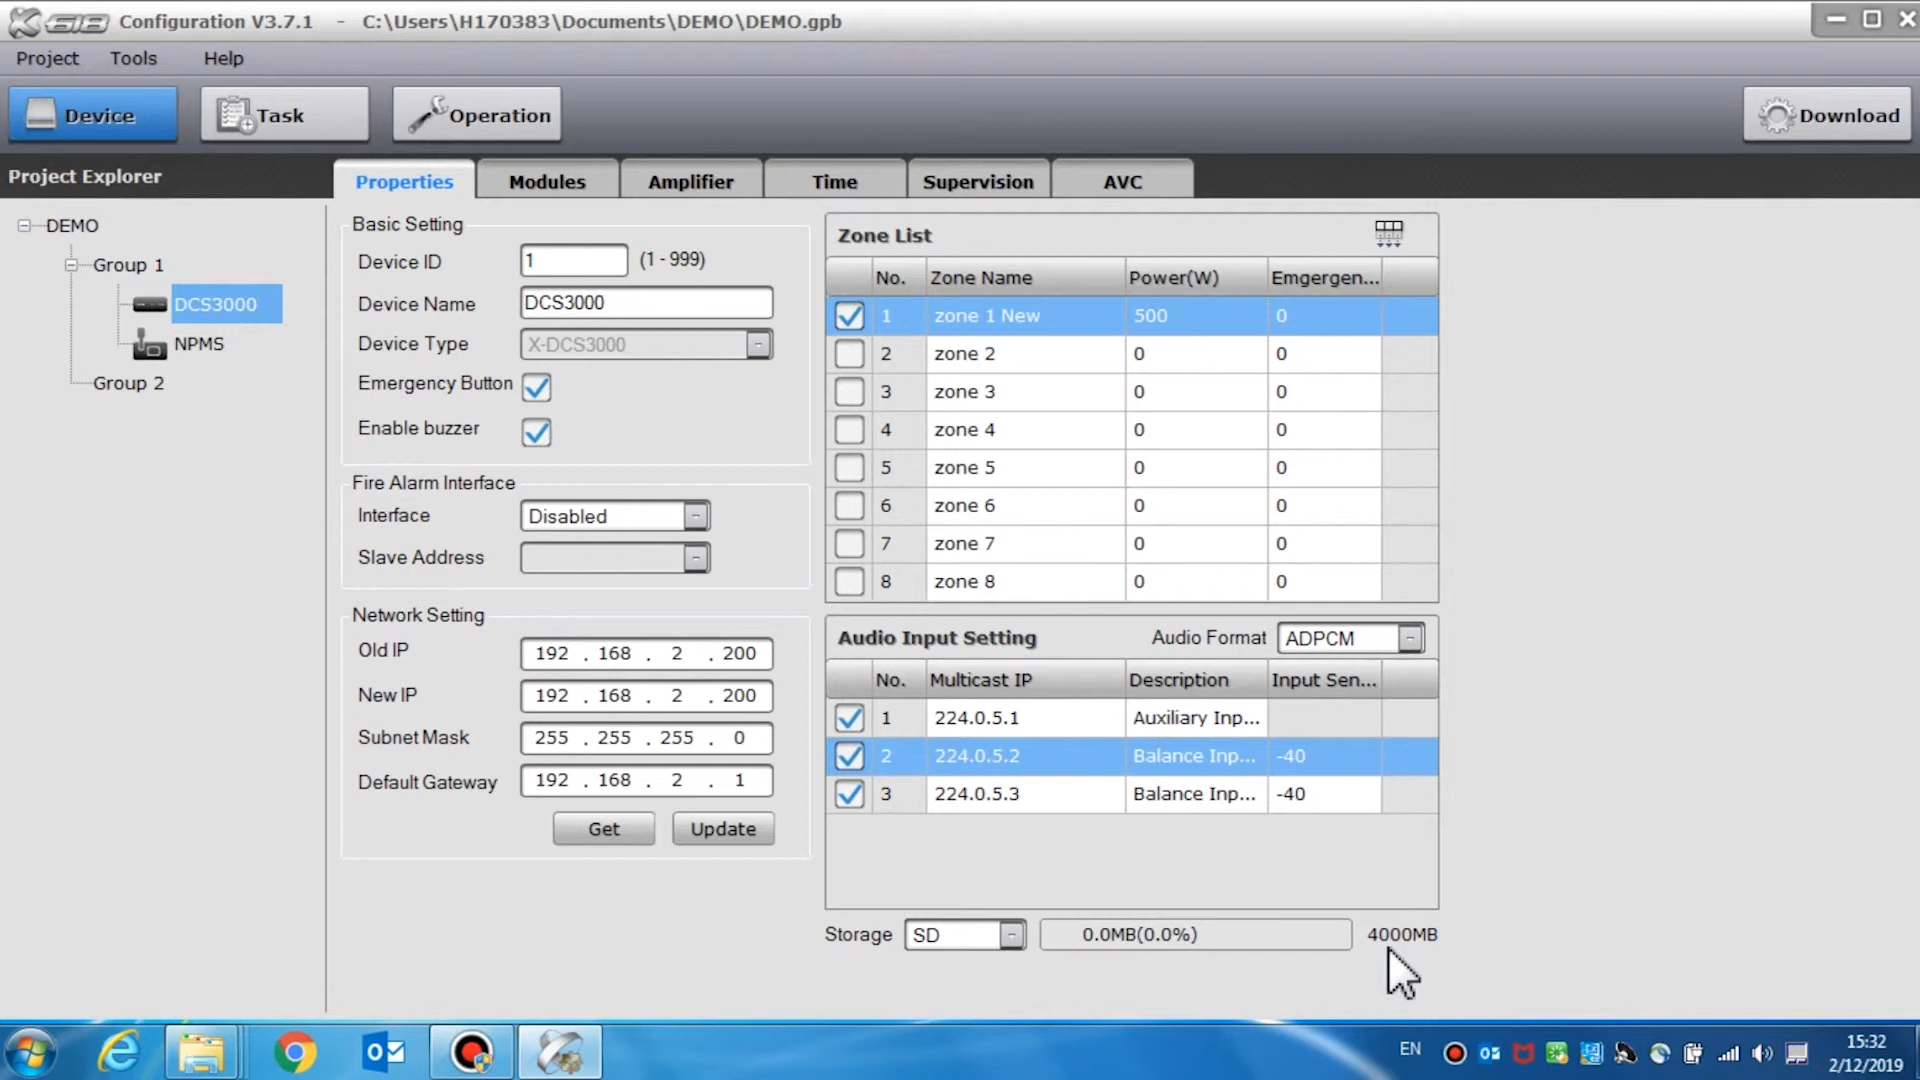 X-618 Configuration V3.7.1 - C:\Users\H170383\Documents\DEMO\DEMO.gpb
Project Tools Help
Device Task Operation Download
Project Explorer Properties Modules Amplifier Time Supervision AVC
DEMO
Group 1
DCS3000
NPMS
Group 2
Basic Setting
Device ID 1 (1 - 999)
Device Name DCS3000
Device Type X-DCS3000
Emergency Button
Enable buzzer
Fire Alarm Interface
Interface Disabled
Slave Address
Network Setting
Old IP 192 . 168 . 2 . 200
New IP 192 . 168 . 2 . 200
Subnet Mask 255 . 255 . 255 . 0
Default Gateway 192 . 168 . 2 . 1
Get Update
Zone List
No. Zone Name Power(W) Emgergen...
1 zone 1 New 500 0
2 zone 2 0 0
3 zone 3 0 0
4 zone 4 0 0
5 zone 5 0 0
6 zone 6 0 0
7 zone 7 0 0
8 zone 8 0 0
Audio Input Setting Audio Format ADPCM
No. Multicast IP Description Input Sen...
1 224.0.5.1 Auxiliary Inp...
2 224.0.5.2 Balance Inp... -40
3 224.0.5.3 Balance Inp... -40
Storage SD 0.0MB(0.0%) 4000MB
EN 15:32
2/12/2019